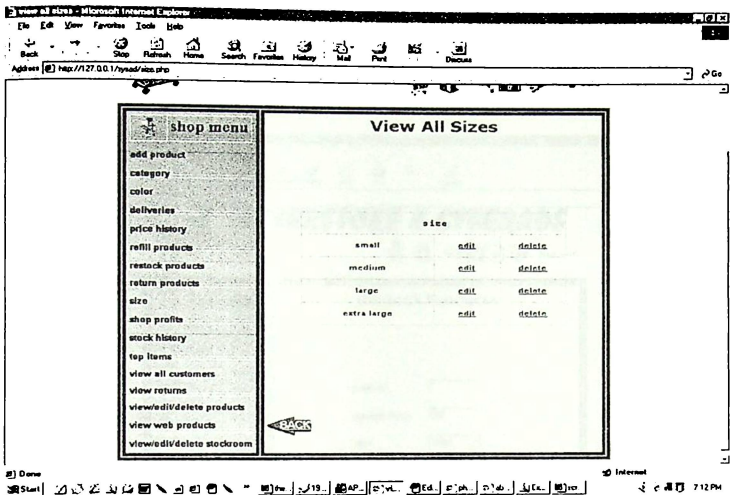 view all sizes - Microsoft Internet Explorer
File Edit View Favorites Tools Help
Back Stop Refresh Home Search Favorites History Mail Print Discuss
Address http://127.0.0.1/sysad/size.php Go
shop menu
add product
category
color
deliveries
price history
refill products
restock products
return products
size
shop profits
stock history
top items
view all customers
view returns
view/edit/delete products
view web products
view/edit/delete stockroom
View All Sizes
size
small edit delete
medium edit delete
large edit delete
extra large edit delete
BACK
Done Internet
Start 7:12 PM